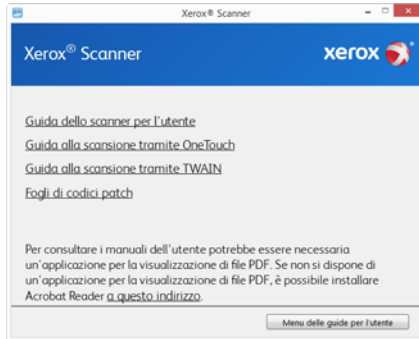 Xerox® Scanner
Xerox® Scanner
xerox
Guida dello scanner per l'utente
Guida alla scansione tramite OneTouch
Guida alla scansione tramite TWAIN
Fogli di codici patch
Per consultare i manuali dell'utente potrebbe essere necessaria
un'applicazione per la visualizzazione di file PDF. Se non si dispone di
un'applicazione per la visualizzazione di file PDF, è possibile installare
Acrobat Reader a questo indirizzo.
Menu delle guide per l'utente